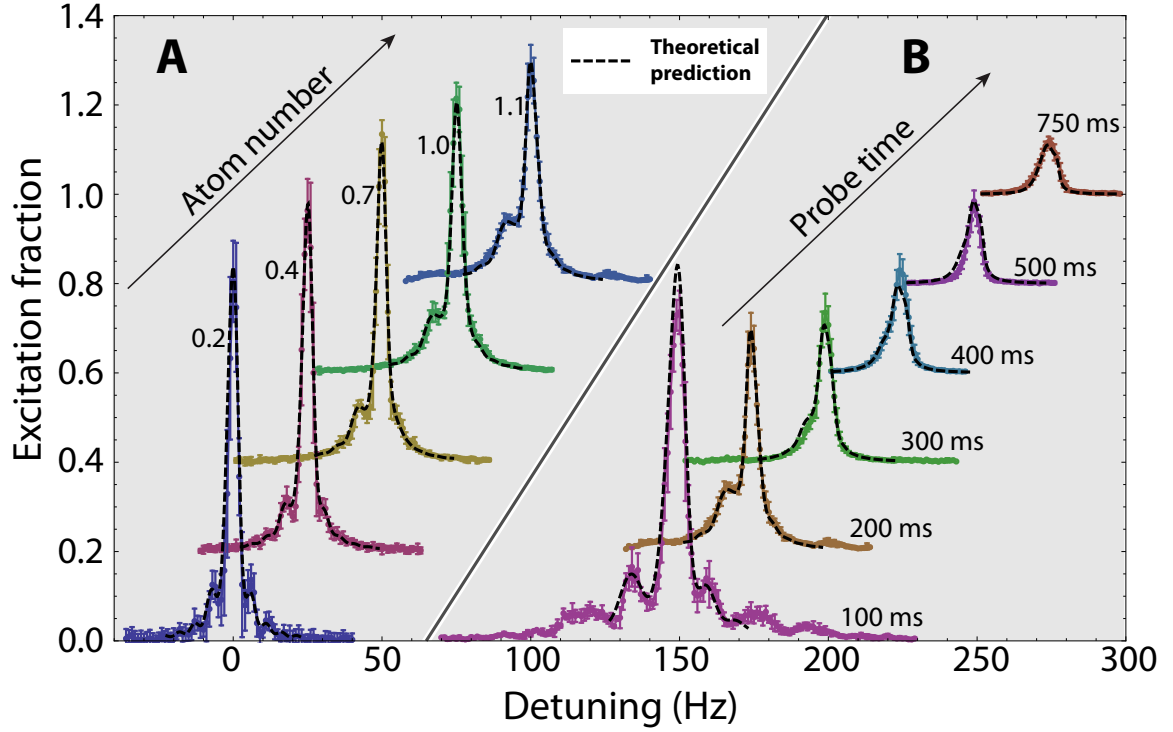 A
B
Theoretical
prediction
Atom number
Probe time
0.2
0.4
0.7
1.0
1.1
750 ms
500 ms
400 ms
300 ms
200 ms
100 ms
Excitation fraction
1.4
1.2
1.0
0.8
0.6
0.4
0.2
0.0
0 50 100 150 200 250 300
Detuning (Hz)